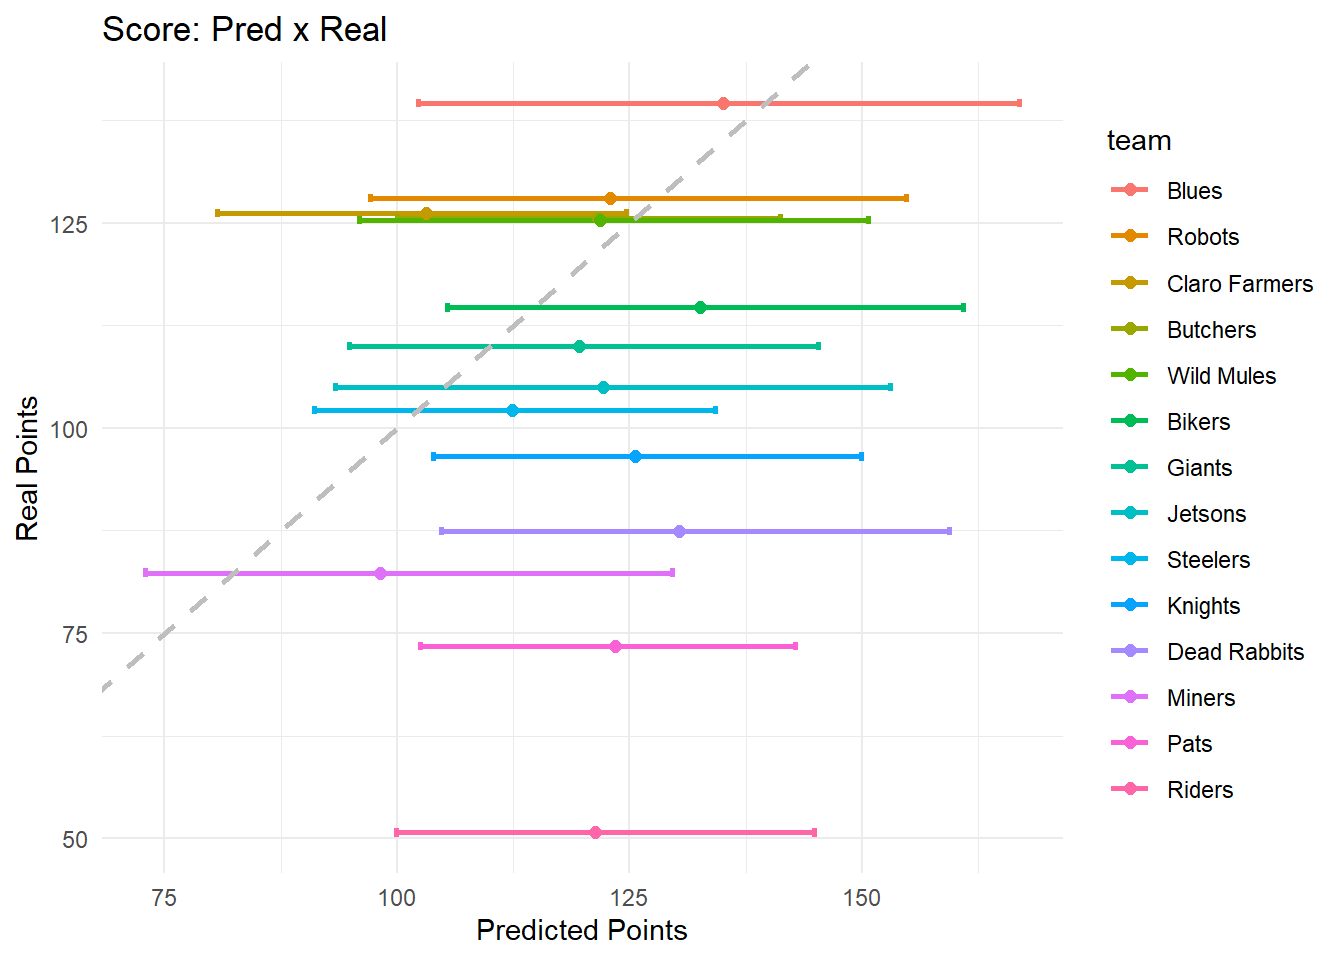 Score: Pred x Real
Real Points
125
100
75
50
75
100
125
150
Predicted Points
team
Blues
Robots
Claro Farmers
Butchers
Wild Mules
Bikers
Giants
Jetsons
Steelers
Knights
Dead Rabbits
Miners
Pats
Riders